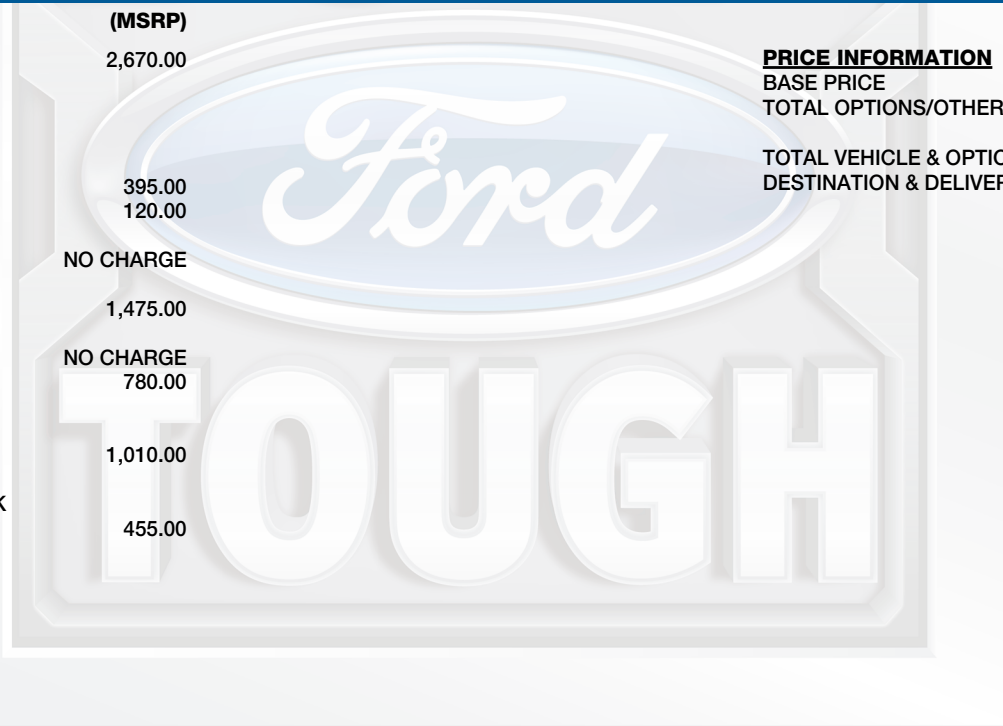 (MSRP)
2,670.00
395.00
120.00
NO CHARGE
1,475.00
NO CHARGE
780.00
1,010.00
K
455.00
PRICE INFORMATION
BASE PRICE
TOTAL OPTIONS/OTHER
TOTAL VEHICLE & OPTIO
DESTINATION & DELIVER
Ford
TOUGH